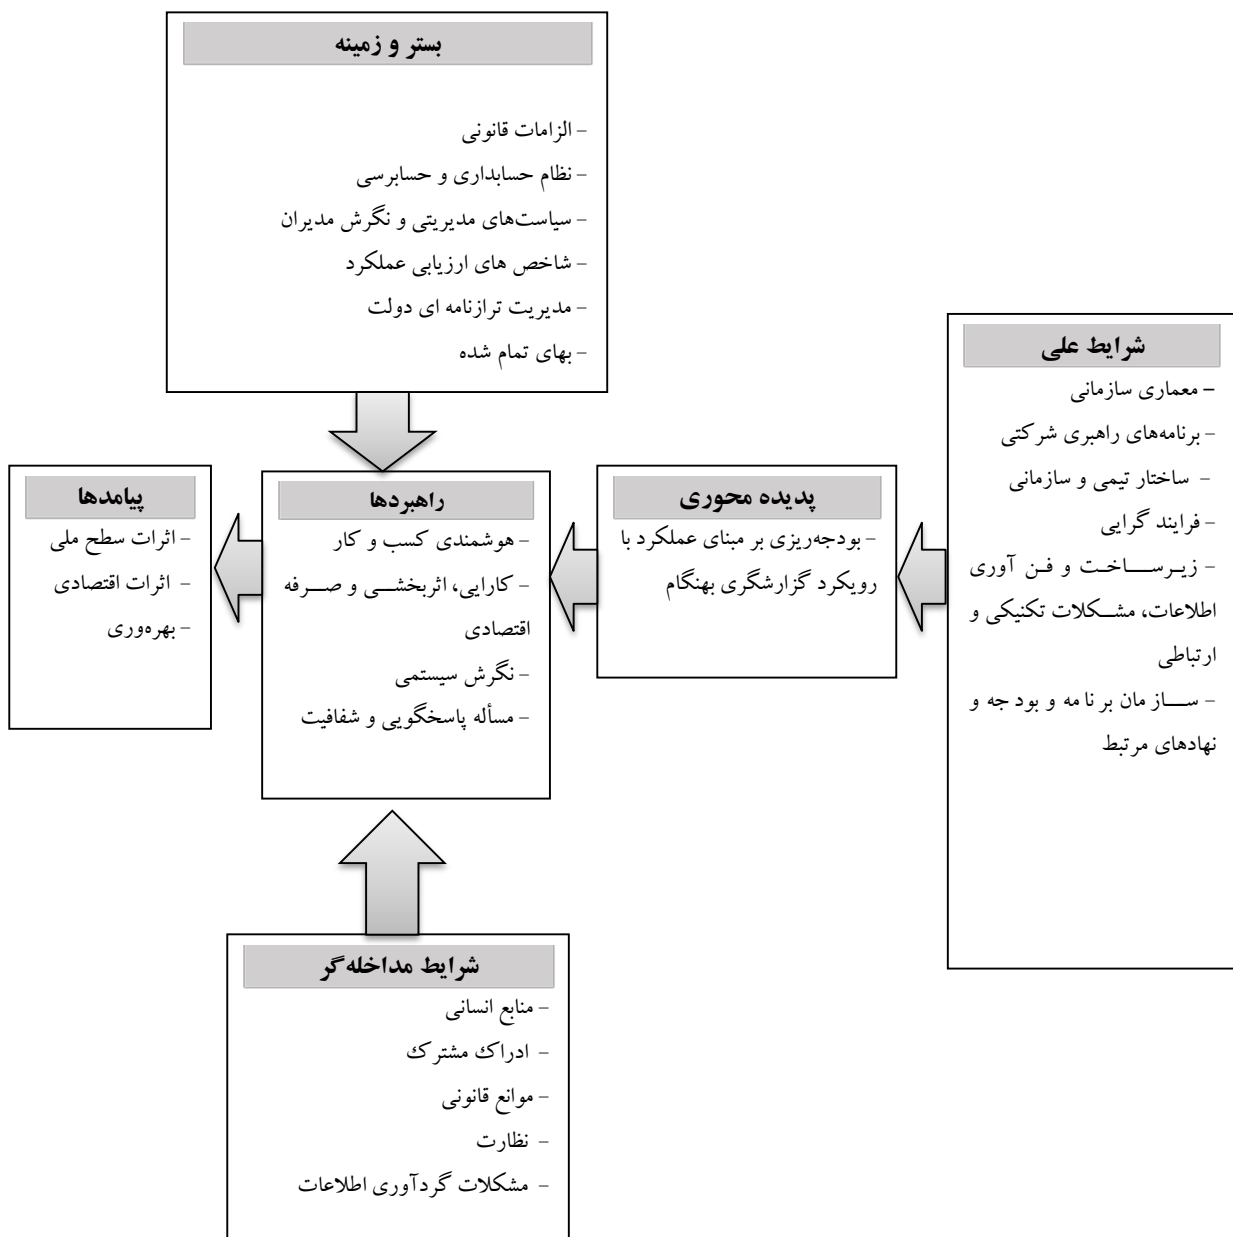 بستر و زمینه
– الزامات قانونی
– نظام حسابداری و حسابرسی
– سیاست‌های مدیریتی و نگرش مدیران
– شاخص های ارزیابی عملکرد
– مدیریت ترازنامه ای دولت
– بهای تمام شده
شرایط علی
– معماری سازمانی
– برنامه‌های راهبری شرکتی
– ساختار تیمی و سازمانی
– فرایند گرایی
– زیرساخت و فن آوری
اطلاعات، مشکلات تکنیکی و
ارتباطی
– سازمان برنامه و بودجه و
نهادهای مرتبط
پدیده محوری
– بودجه‌ریزی بر مبنای عملکرد با
رویکرد گزارشگری بهنگام
راهبردها
– هوشمندی کسب و کار
– کارایی، اثربخشی و صرفه
اقتصادی
– نگرش سیستمی
– مسأله پاسخگویی و شفافیت
پیامدها
– اثرات سطح ملی
– اثرات اقتصادی
– بهره‌وری
شرایط مداخله‌گر
– منابع انسانی
– ادراک مشترک
– موانع قانونی
– نظارت
– مشکلات گردآوری اطلاعات